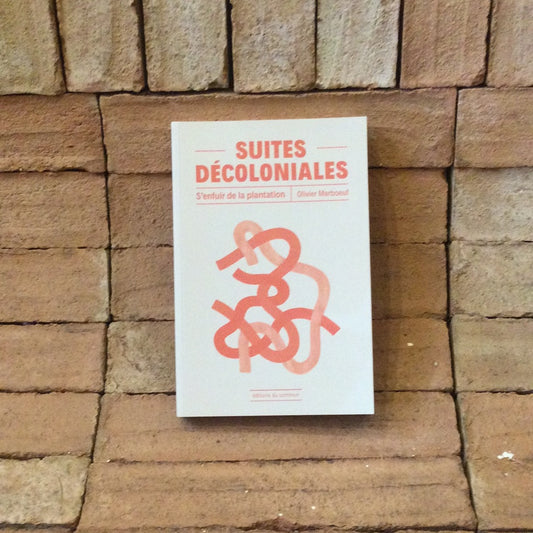 SUITES
DÉCOLONIALES
S'enfuir de la plantation
Olivier Marboeuf
éditions du commun